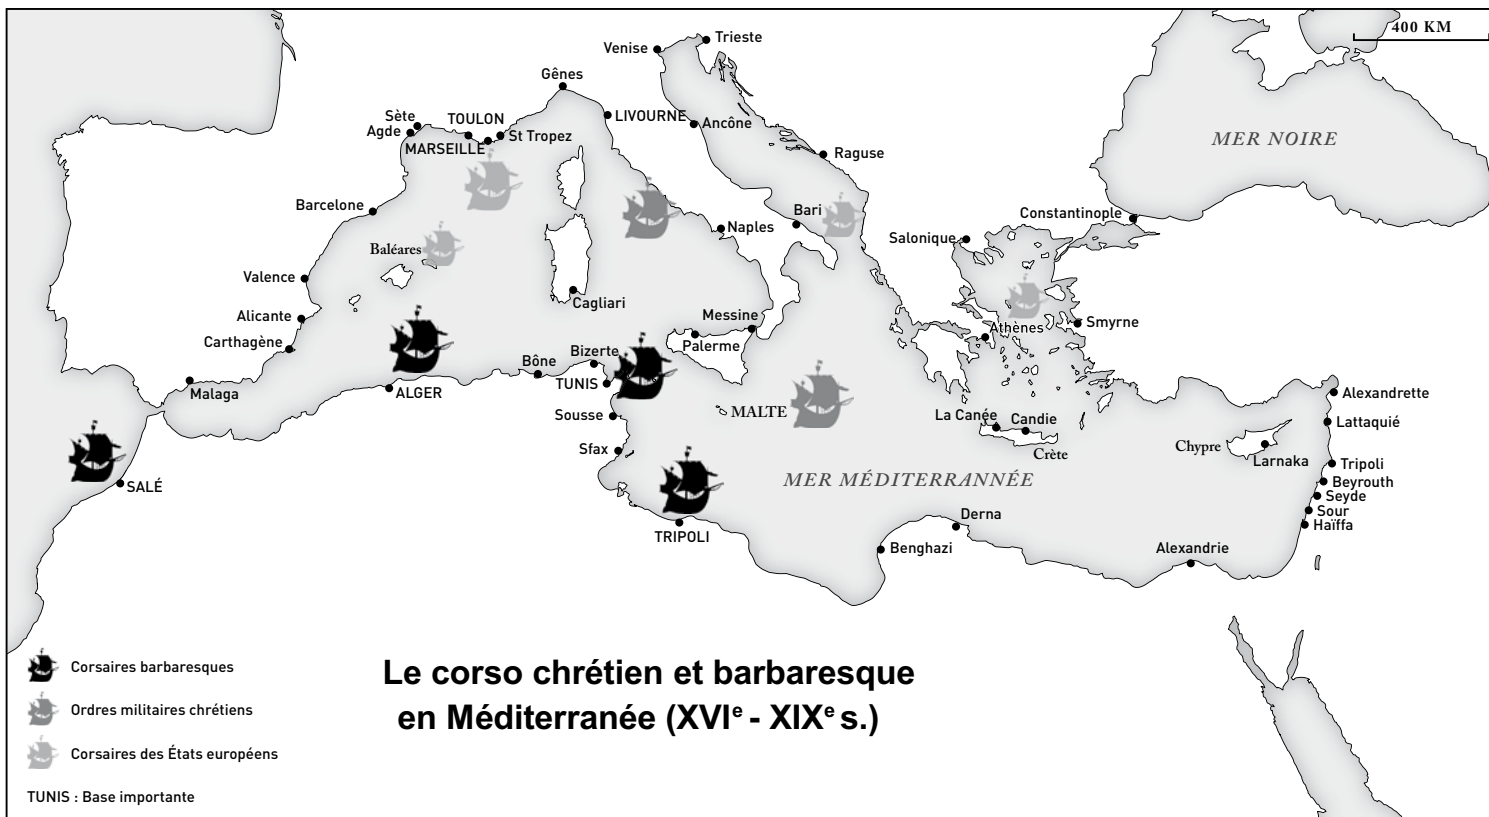 400 KM
Trieste
Venise
Gênes
Sète
TOULON
LIVOURNE
Agde
St Tropez
Ancône
MARSEILLE
MER NOIRE
Raguse
Barcelone
Bari
Constantinople
Naples
Salonique
Baléares
Valence
Cagliari
Alicante
Messine
Smyrne
Athènes
Carthagène
Palerme
Bizerte
Bône
TUNIS
Malaga
ALGER
Alexandrette
Sousse
MALTE
La Canée
Candie
Lattaquié
Sfax
Crète
Chypre
Larnaka
Tripoli
MER MÉDITERRANNÉE
Beyrouth
SALÉ
Seyde
Sour
Derna
Haïffa
TRIPOLI
Benghazi
Alexandrie
Corsaires barbaresques
Ordres militaires chrétiens
Corsaires des États européens
TUNIS : Base importante
Le corso chrétien et barbaresque
en Méditerranée (XVIe - XIXe s.)